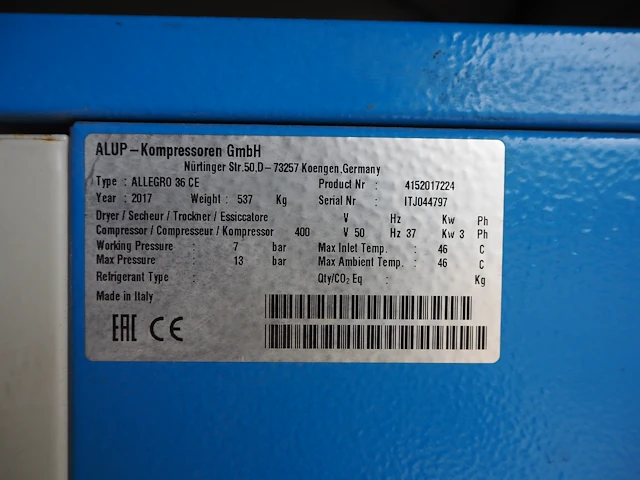 ALUP-Kompressoren GmbH
Nürtinger Str.50,D-73257 Koengen,Germany
Type : ALLEGRO 36 CE Product Nr : 4152017224
Year : 2017 Weight : 537 Kg Serial Nr : ITJ044797
Dryer / Secheur / Trockner / Essiccatore V Hz Kw Ph
Compressor / Compresseur / Kompressor 400 V 50 Hz 37 Kw 3 Ph
Working Pressure : 7 bar Max Inlet Temp. : 46 C
Max Pressure : 13 bar Max Ambient Temp. : 46 C
Refrigerant Type : Qty/CO₂ Eq : Kg
Made in Italy
EAC CE